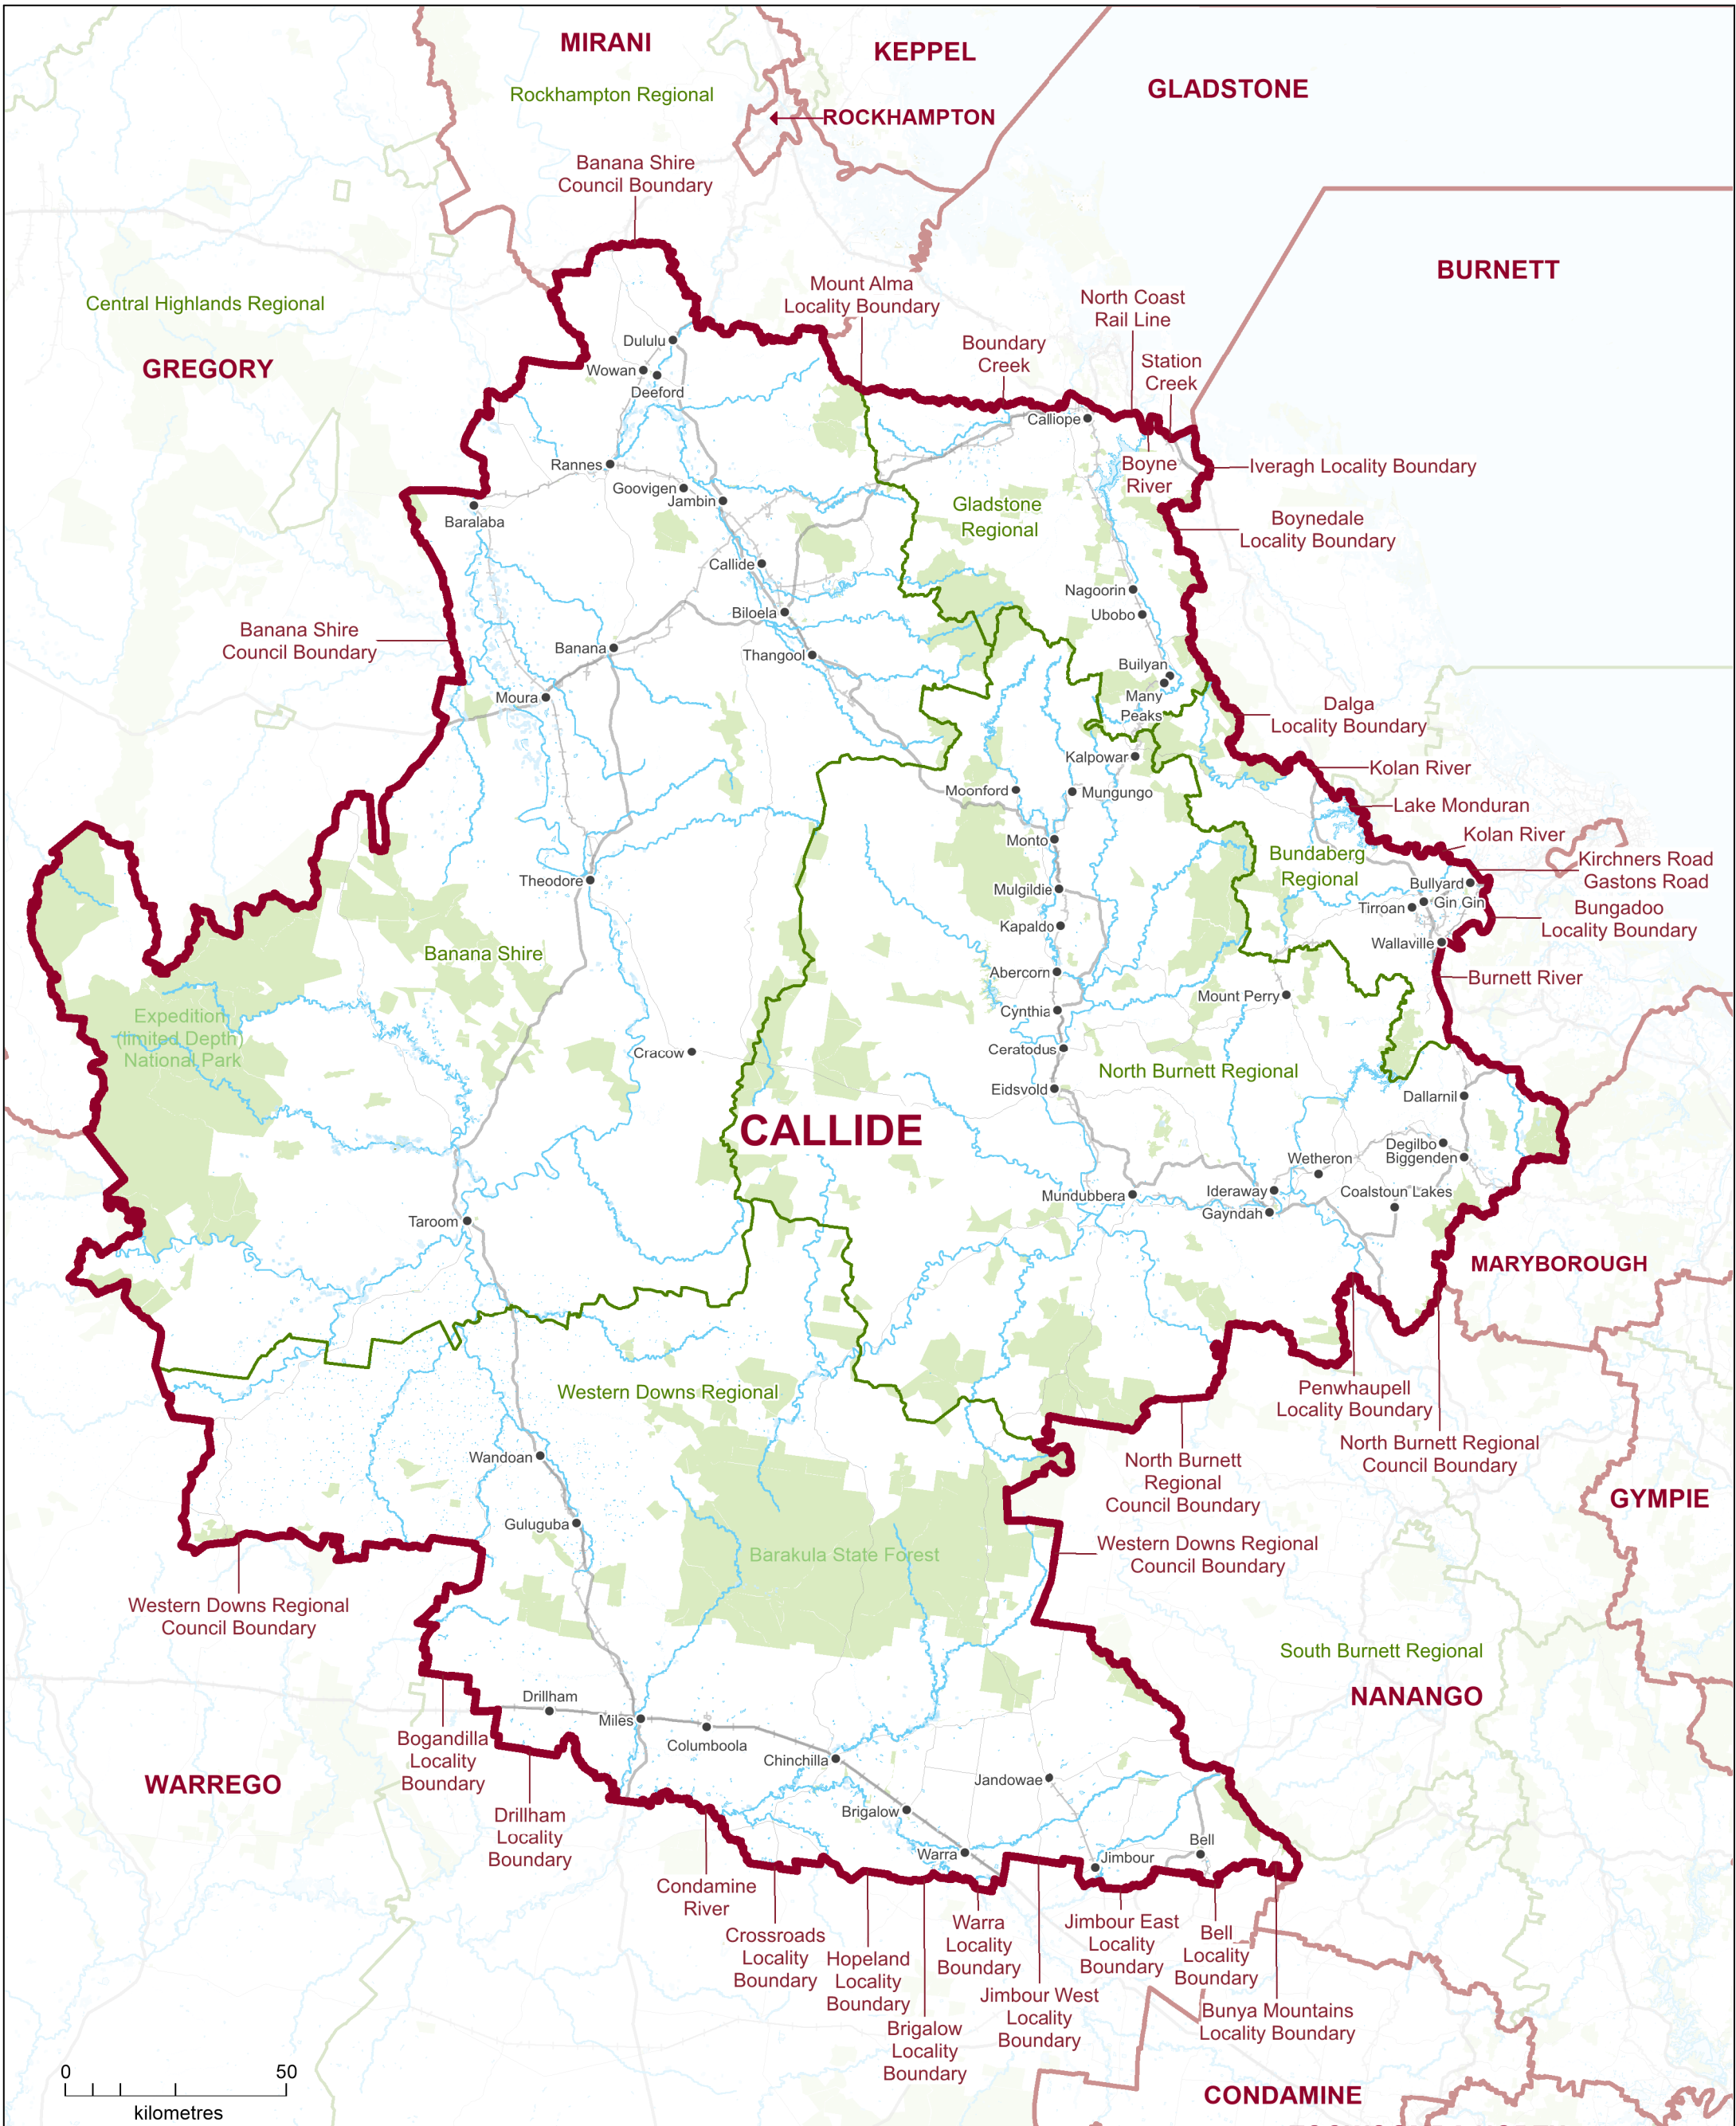 MIRANI
KEPPEL
GLADSTONE
Rockhampton Regional
ROCKHAMPTON
Banana Shire
Council Boundary
BURNETT
Central Highlands Regional
GREGORY
Mount Alma
Locality Boundary
North Coast
Rail Line
Boundary
Creek
Station
Creek
Dululu
Wowan
Deeford
Calliope
Rannes
Boyne
River
Iveragh Locality Boundary
Goovigen
Jambin
Baralaba
Gladstone
Regional
Boynedale
Locality Boundary
Callide
Nagoorin
Ubobo
Biloela
Banana Shire
Council Boundary
Banana
Thangool
Builyan
Many
Peaks
Moura
Dalga
Locality Boundary
Kalpowar
Kolan River
Moonford
Mungungo
Lake Monduran
Kolan River
Monto
Bundaberg
Regional
Kirchners Road
Gastons Road
Theodore
Mulgildie
Bullyard
Gin Gin
Tirroan
Bungadoo
Locality Boundary
Kapaldo
Wallaville
Banana Shire
Abercorn
Burnett River
Mount Perry
Cynthia
Expedition
(limited Depth)
National Park
Cracow
Ceratodus
North Burnett Regional
Eidsvold
Dallarnil
CALLIDE
Degilbo
Biggenden
Wetheron
Mundubbera
Ideraway
Coalstoun Lakes
Gayndah
Taroom
MARYBOROUGH
Western Downs Regional
Penwhaupell
Locality Boundary
North Burnett Regional
Council Boundary
Wandoan
North Burnett
Regional
Council Boundary
GYMPIE
Guluguba
Barakula State Forest
Western Downs Regional
Council Boundary
Western Downs Regional
Council Boundary
South Burnett Regional
NANANGO
Drillham
Miles
Columboola
Bogandilla
Locality
Boundary
Chinchilla
Jandowae
WARREGO
Drillham
Locality
Boundary
Brigalow
Warra
Jimbour
Bell
Condamine
River
Crossroads
Locality
Boundary
Hopeland
Locality
Boundary
Brigalow
Locality
Boundary
Warra
Locality
Boundary
Jimbour West
Locality
Boundary
Jimbour East
Locality
Boundary
Bell
Locality
Boundary
Bunya Mountains
Locality Boundary
0 50
kilometres
CONDAMINE